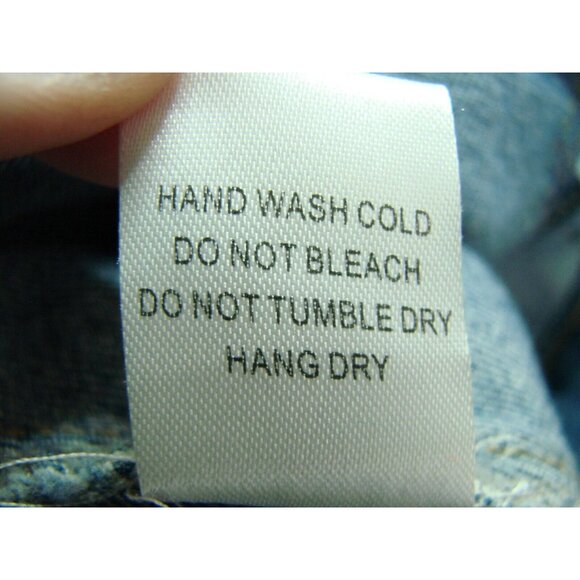 HAND WASH COLD
DO NOT BLEACH
DO NOT TUMBLE DRY
HANG DRY